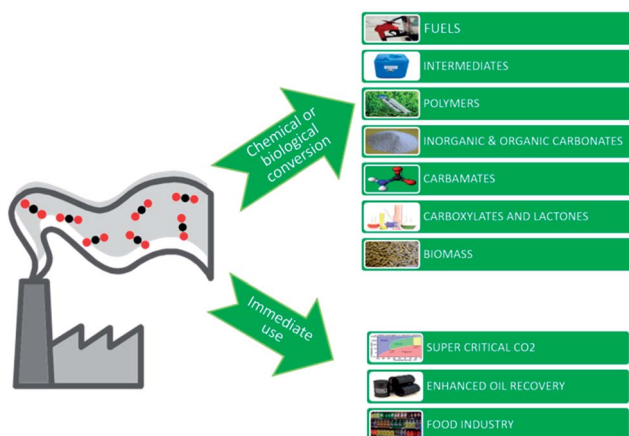 FUELS
INTERMEDIATES
POLYMERS
INORGANIC & ORGANIC CARBONATES
CARBAMATES
CARBOXYLATES AND LACTONES
BIOMASS
Chemical or
biological
conversion
Immediate
use
SUPER CRITICAL CO2
ENHANCED OIL RECOVERY
FOOD INDUSTRY